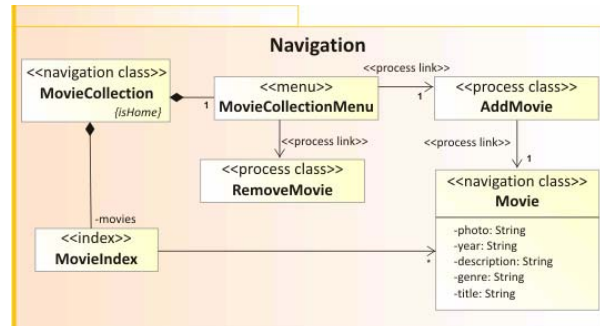 Navigation
<<navigation class>>
MovieCollection
{isHome}
1
<<menu>>
MovieCollectionMenu
<<process link>>
1
<<process class>>
AddMovie
<<process link>>
<<process class>>
RemoveMovie
<<process link>>
1
-movies
<<index>>
MovieIndex
*
<<navigation class>>
Movie
-photo: String
-year: String
-description: String
-genre: String
-title: String